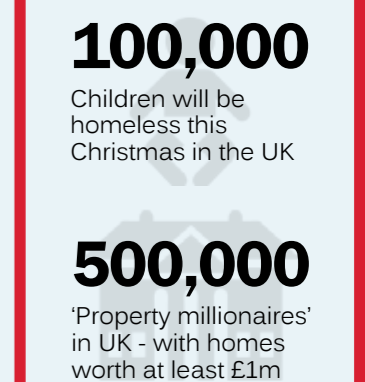 100,000
Children will be
homeless this
Christmas in the UK
500,000
‘Property millionaires’
in UK - with homes
worth at least £1m